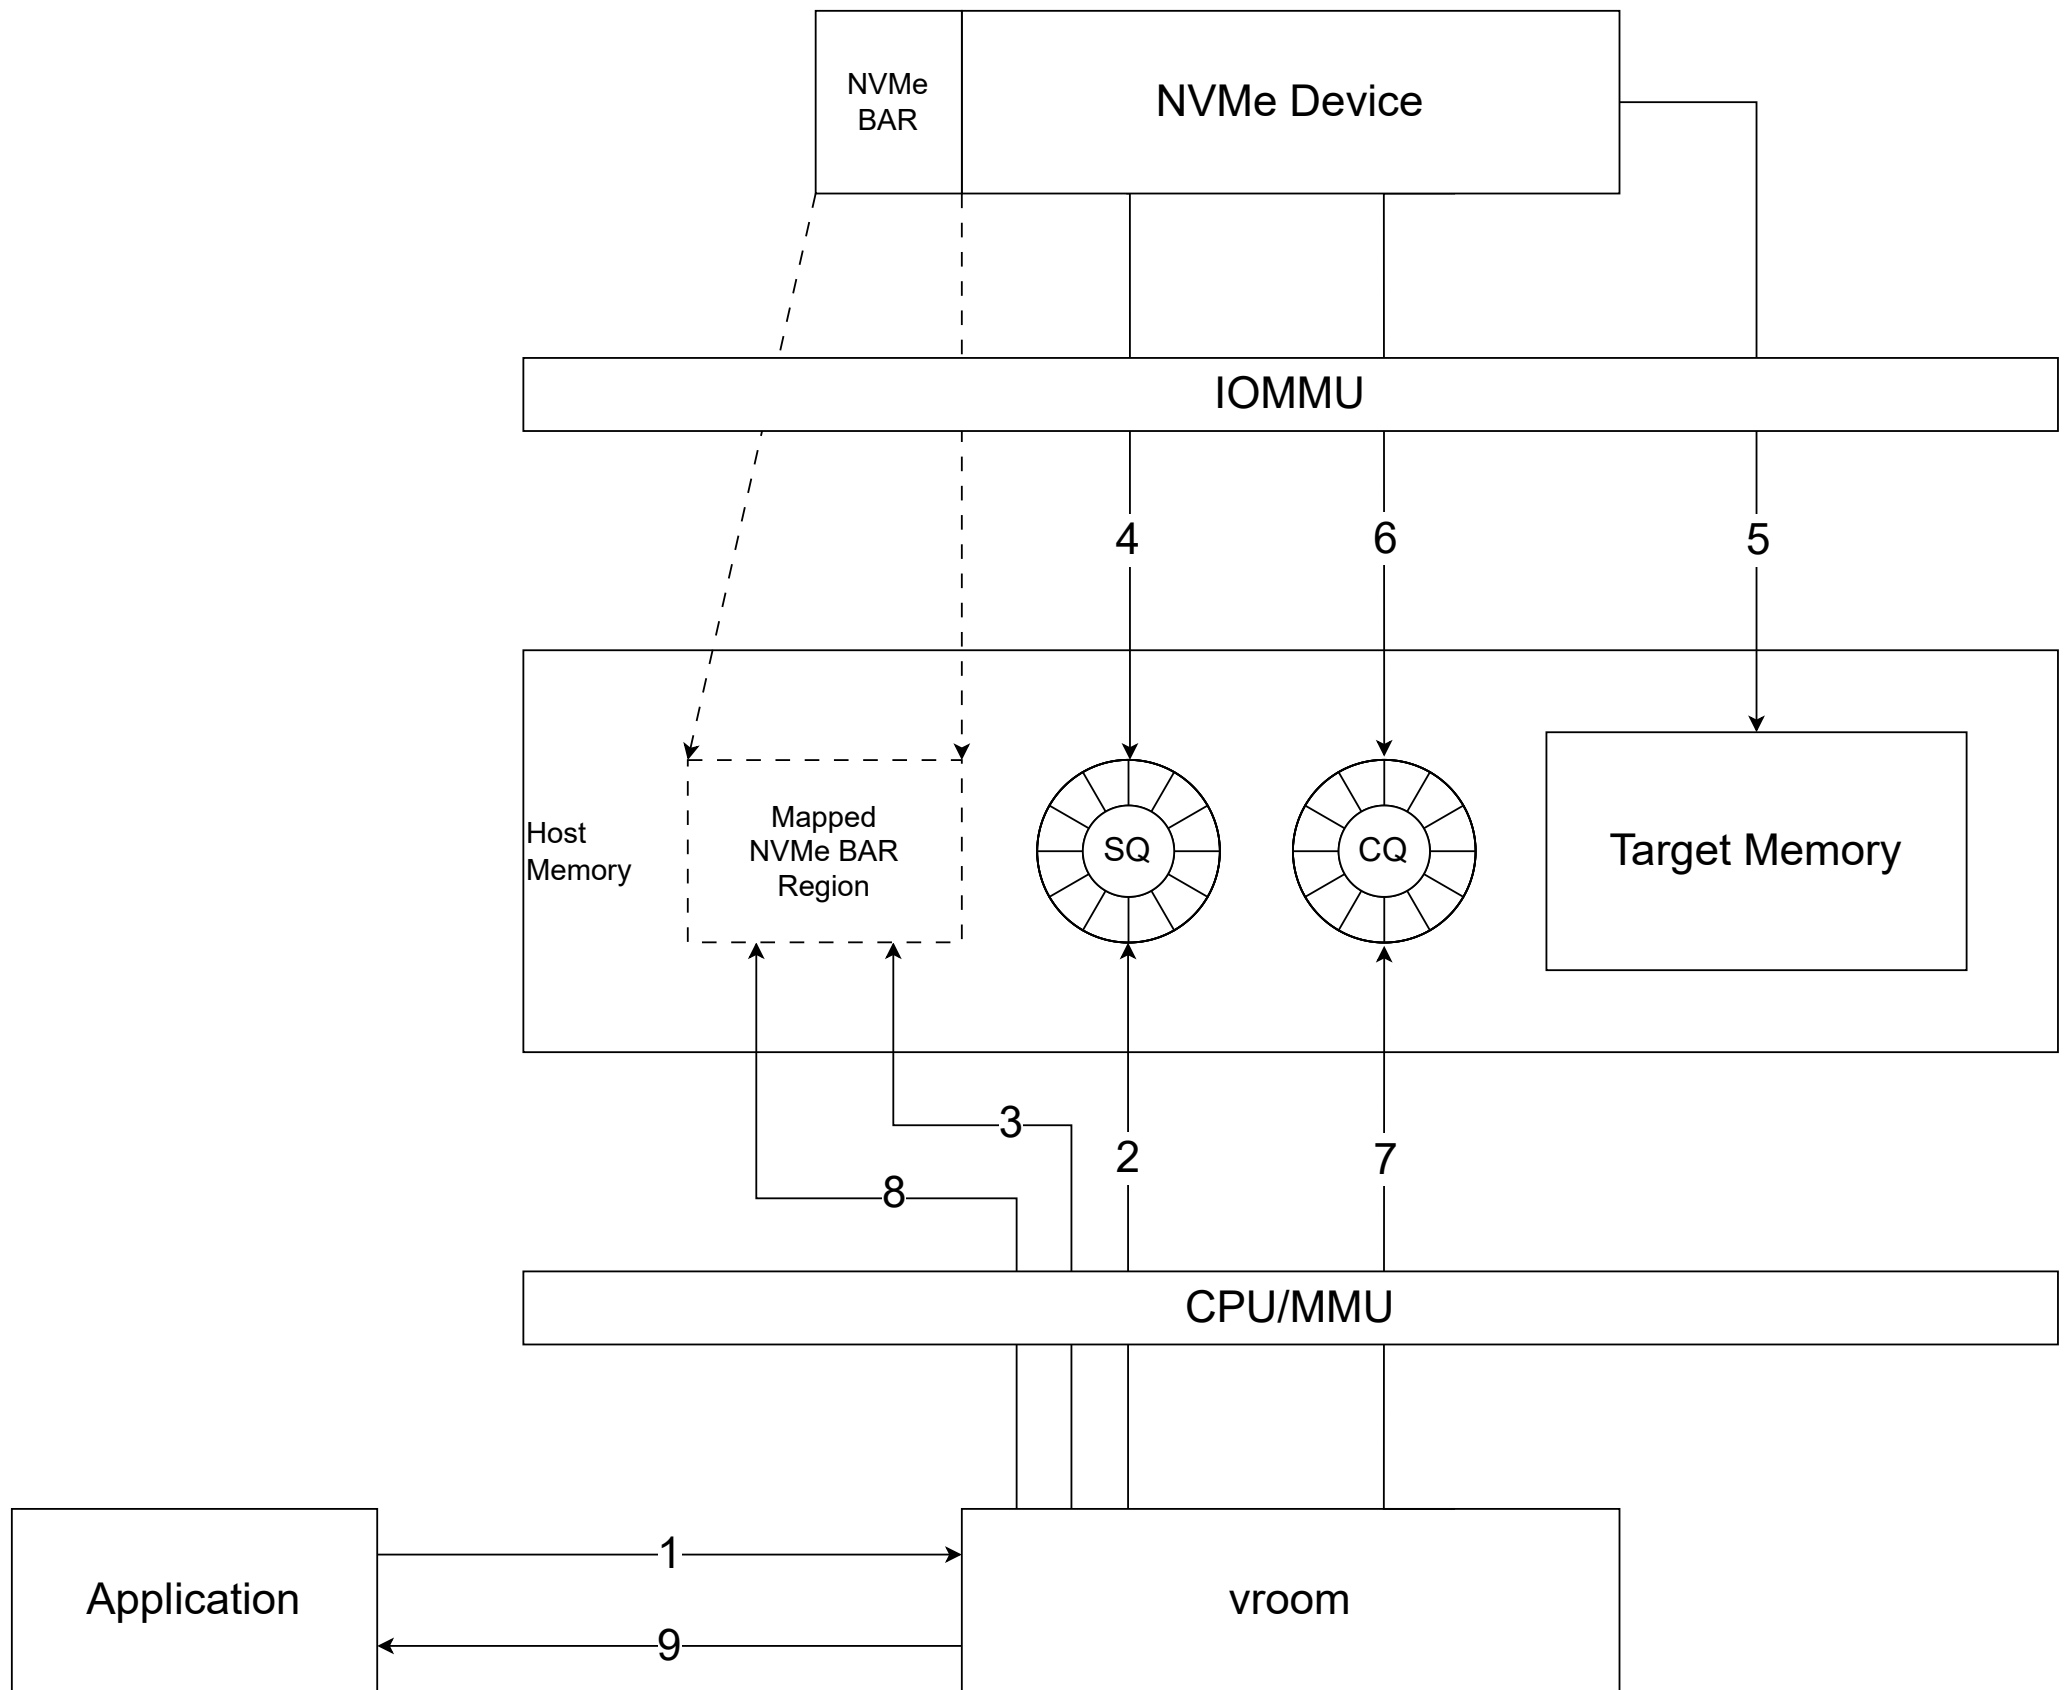 NVMe
BAR
NVMe Device
IOMMU
4
6
5
Host
Memory
Mapped
NVMe BAR
Region
SQ
CQ
Target Memory
3
2
7
8
CPU/MMU
1
Application
vroom
9